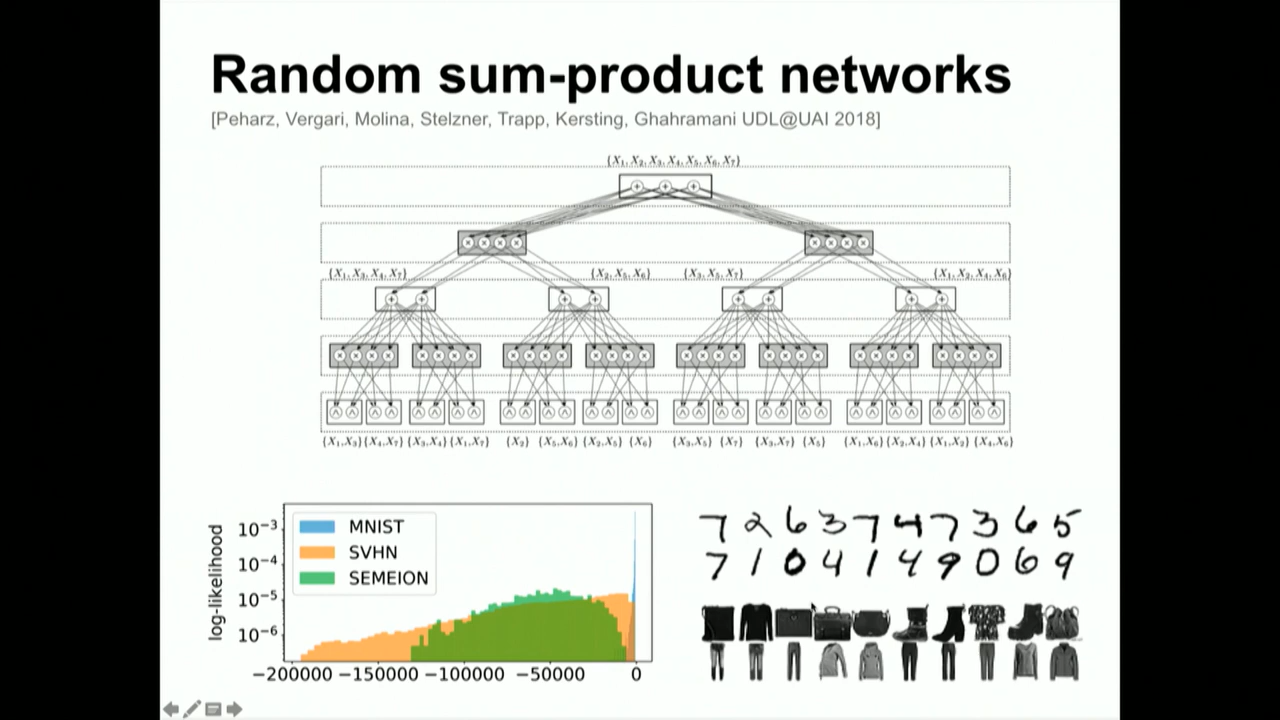 Random sum-product networks
[Peharz, Vergari, Molina, Stelzner, Trapp, Kersting, Ghahramani UDL@UAI 2018]
{X₁, X₂, X₃, X₄, X₅, X₆, X₇}
{X₁, X₃, X₄, X₇} {X₂, X₅, X₆} {X₃, X₅, X₇} {X₁, X₂, X₄, X₆}
{X₁,X₃} {X₄,X₇} {X₃,X₄} {X₁,X₇} {X₂} {X₅,X₆} {X₂,X₅} {X₆} {X₃,X₅} {X₇} {X₃,X₇} {X₅} {X₁,X₆} {X₂,X₄} {X₁,X₂} {X₄,X₆}
log-likelihood
10⁻³
10⁻⁴
10⁻⁵
10⁻⁶
MNIST
SVHN
SEMEION
−200000 −150000 −100000 −50000 0
7 2 6 3 7 4 7 3 6 5
7 1 0 4 1 4 9 0 6 9